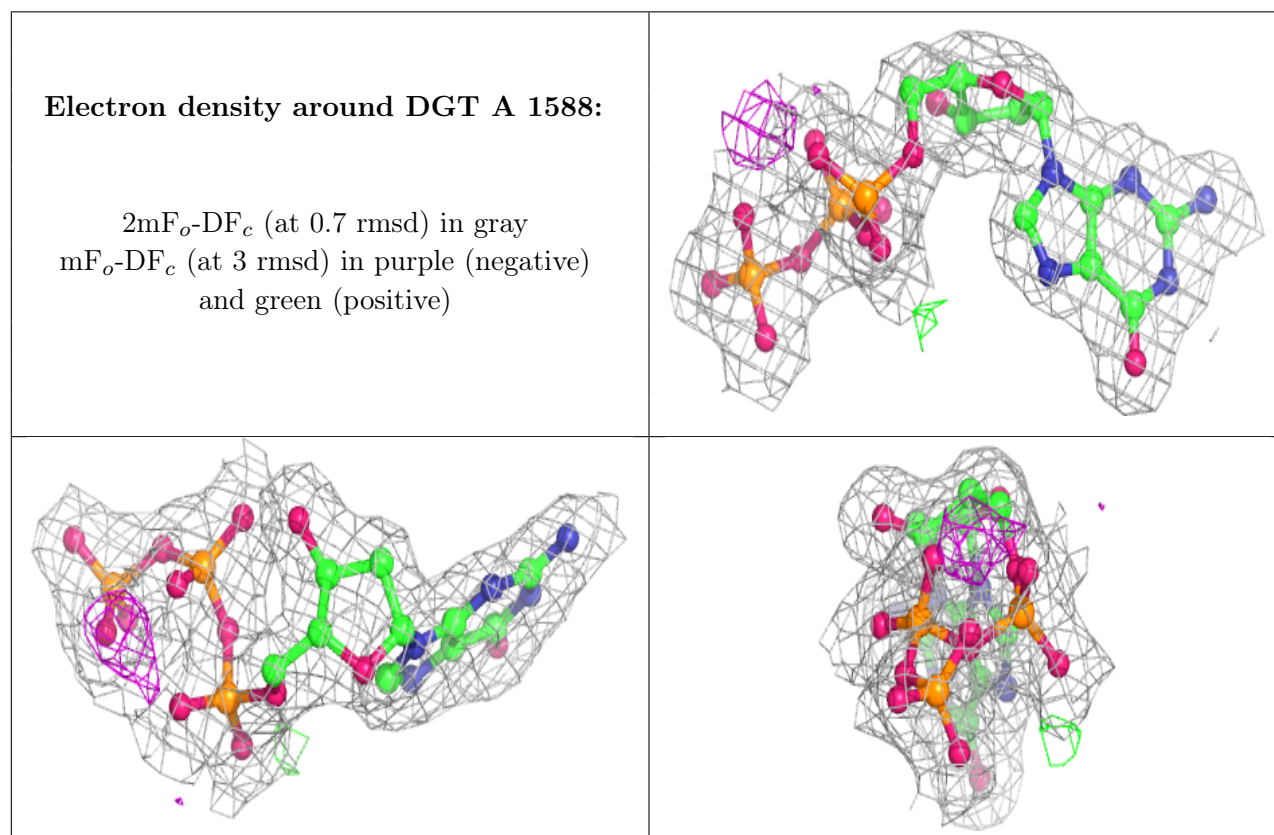 Electron density around DGT A 1588:
2mFₒ-DF𝒸 (at 0.7 rmsd) in gray
mFₒ-DF𝒸 (at 3 rmsd) in purple (negative)
and green (positive)